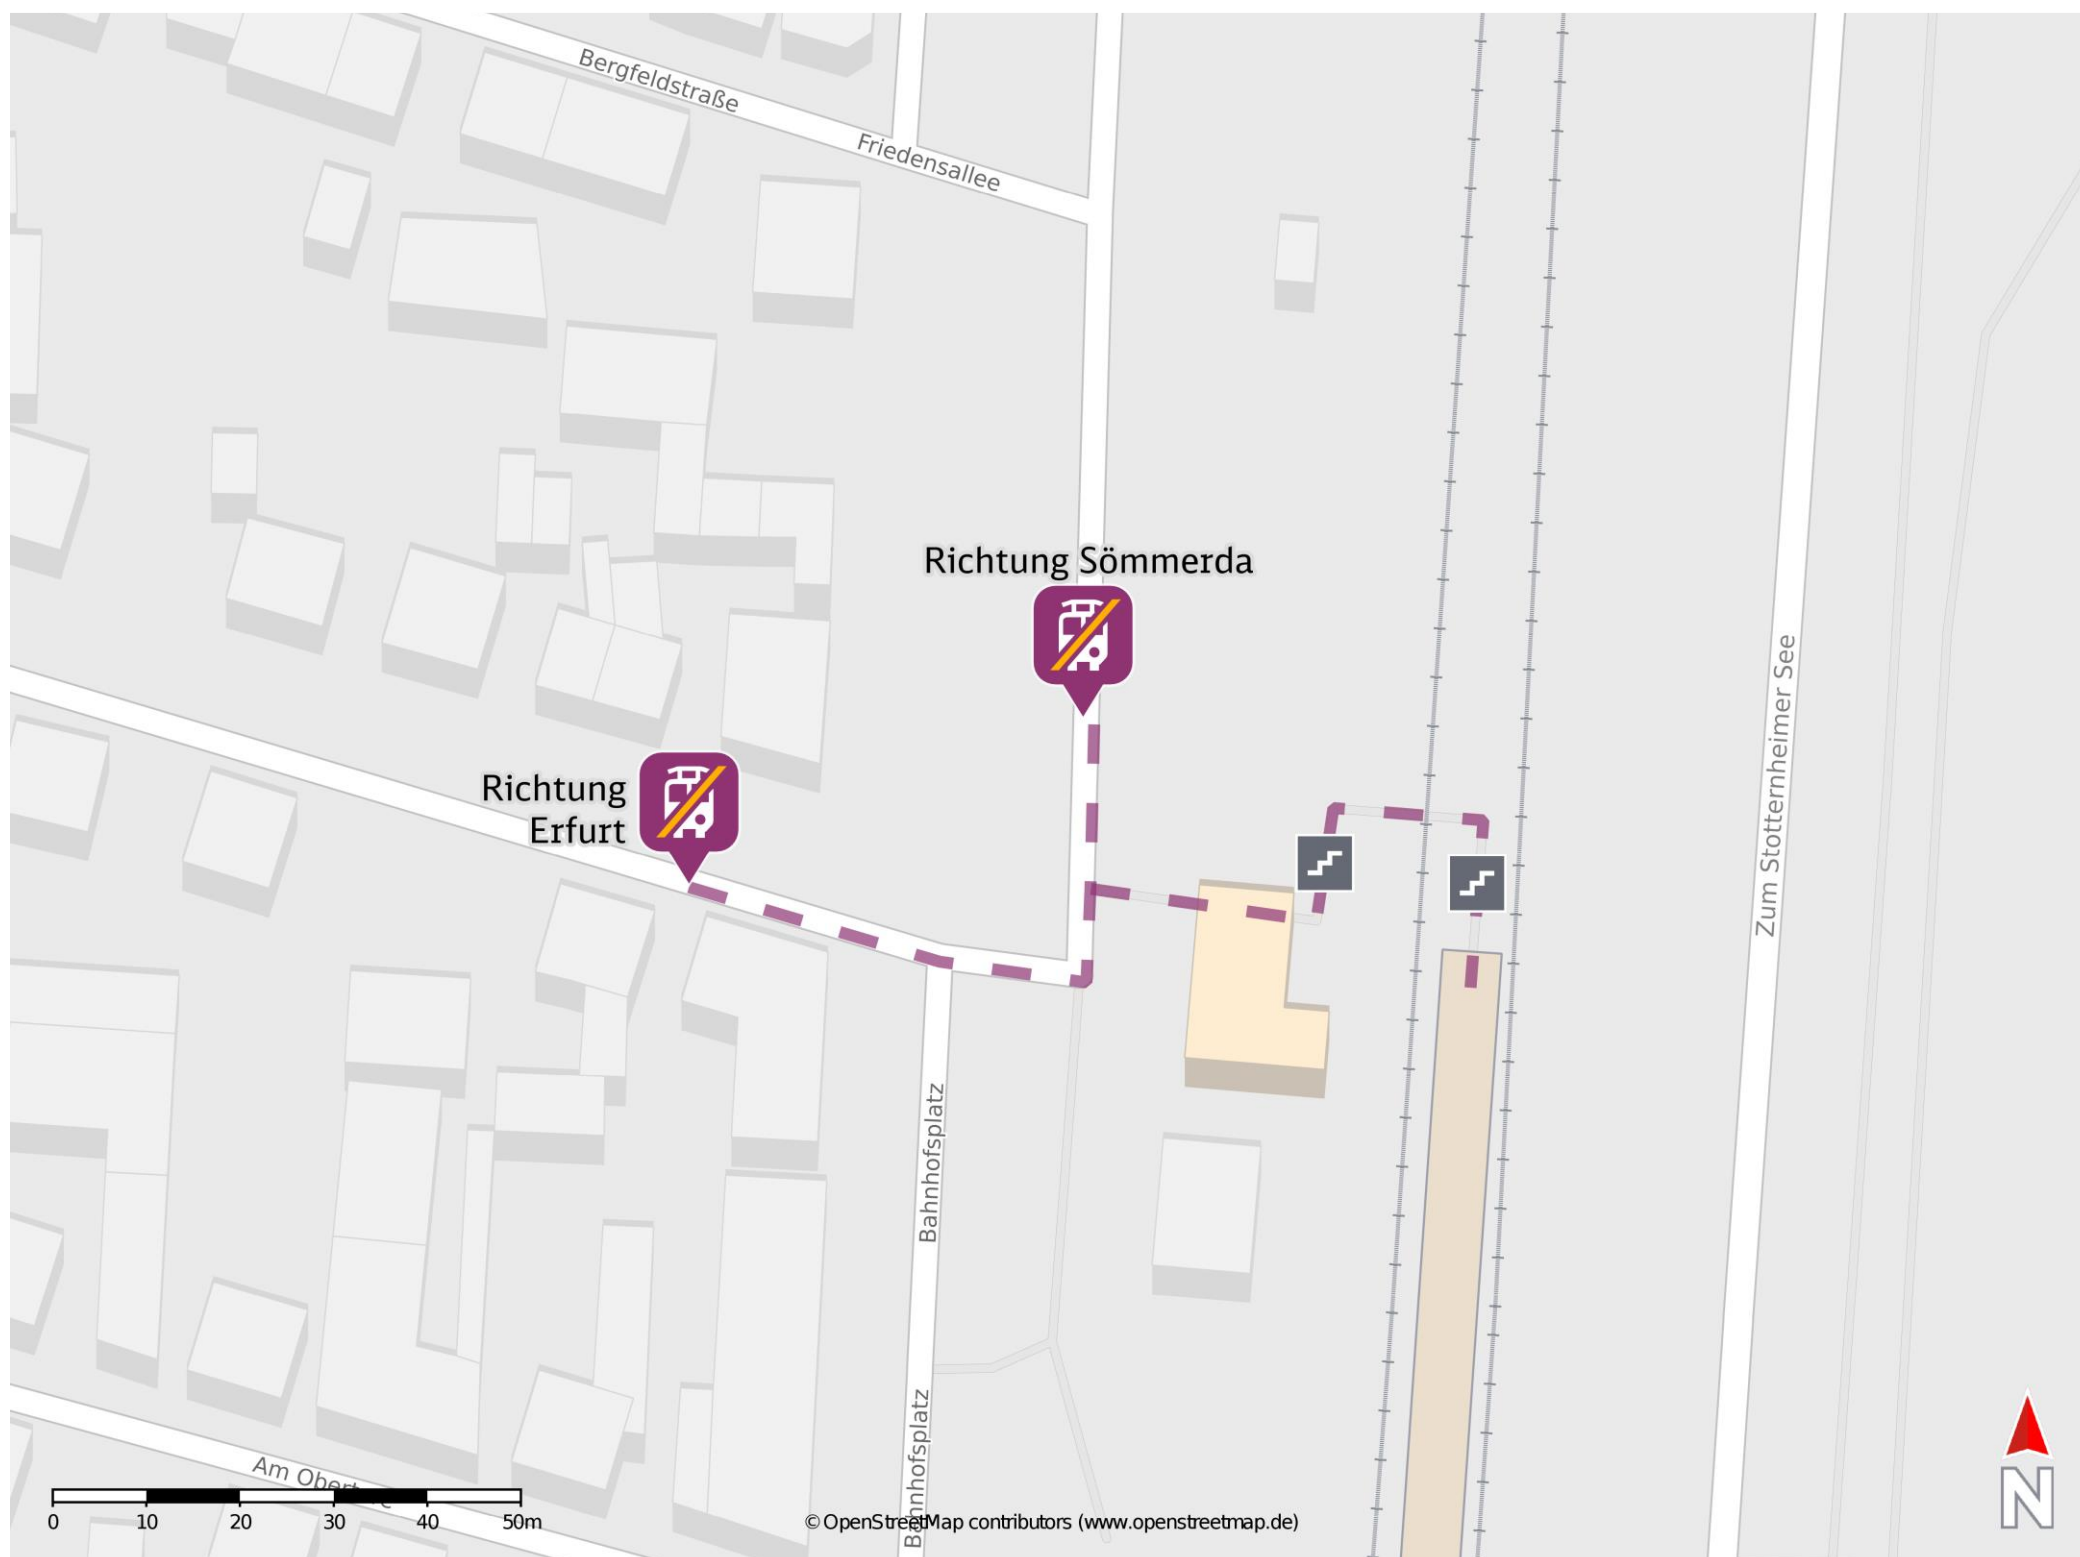 Bergfeldstraße
Friedensallee
Richtung Sömmerda
Zum Stotternheimer See
Richtung
Erfurt
Bahnhofsplatz
Bahnhofsplatz
0 10 20 30 40 50m
© OpenStreetMap contributors (www.openstreetmap.de)
N